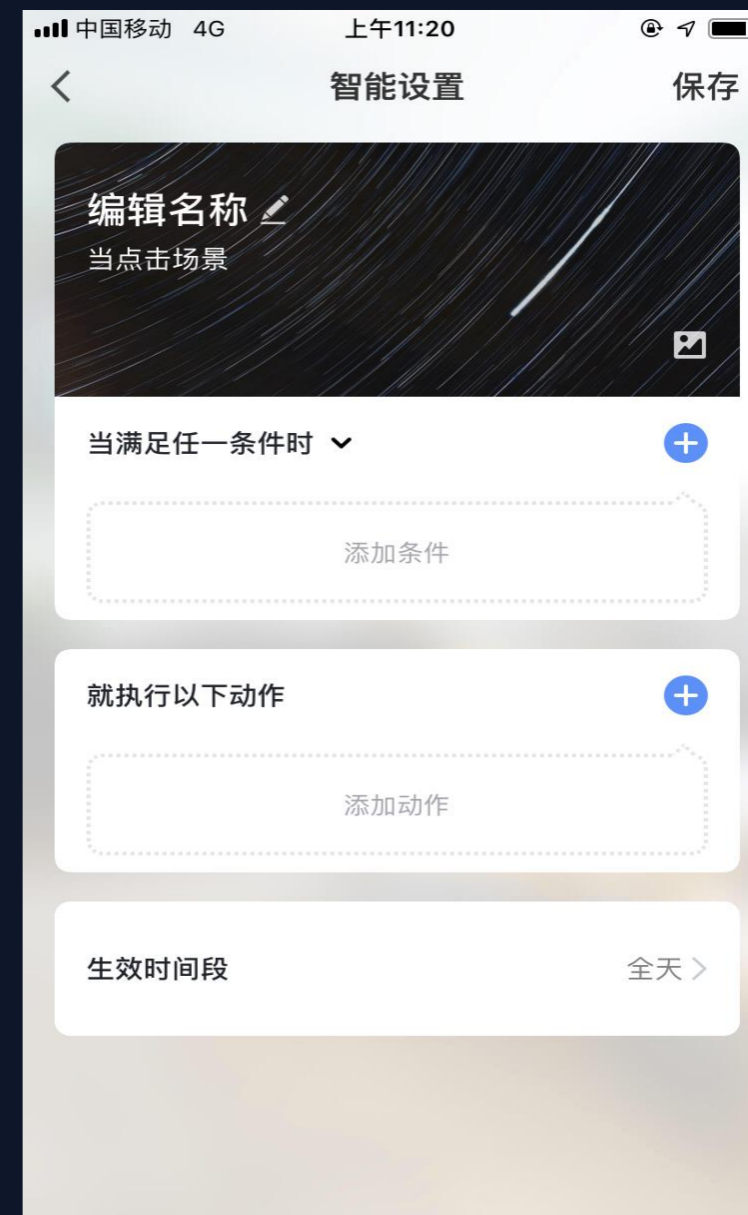 中国移动 4G 上午11:20
智能设置 保存
编辑名称
当点击场景
当满足任一条件时
添加条件
就执行以下动作
添加动作
生效时间段 全天